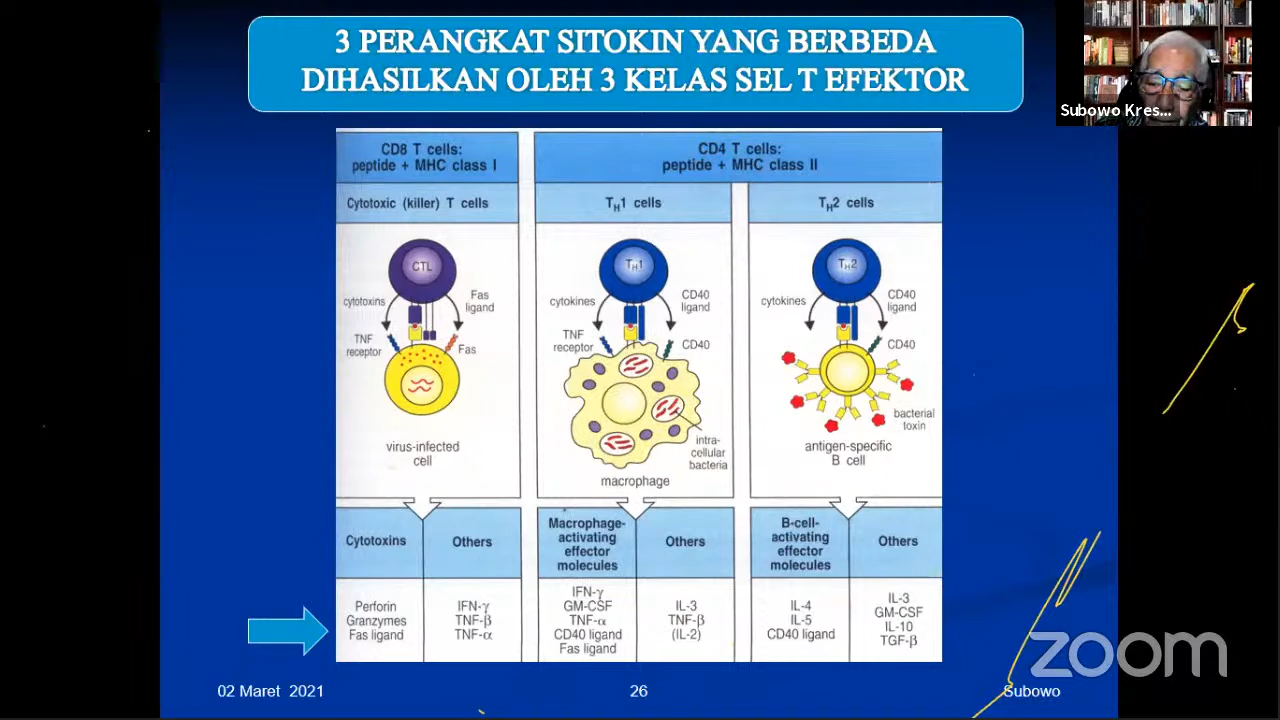 3 PERANGKAT SITOKIN YANG BERBEDA
DIHASILKAN OLEH 3 KELAS SEL T EFEKTOR
Subowo Kres...
CD8 T cells:
peptide + MHC class I
CD4 T cells:
peptide + MHC class II
Cytotoxic (killer) T cells
TH1 cells
TH2 cells
CTL
cytotoxins
Fas
ligand
TNF
receptor
Fas
virus-infected
cell
TH1
cytokines
CD40
ligand
TNF
receptor
CD40
intra-
cellular
bacteria
macrophage
TH2
cytokines
CD40
ligand
CD40
bacterial
toxin
antigen-specific
B cell
Cytotoxins
Others
Macrophage-
activating
effector
molecules
Others
B-cell-
activating
effector
molecules
Others
Perforin
Granzymes
Fas ligand
IFN-γ
TNF-β
TNF-α
IFN-γ
GM-CSF
TNF-α
CD40 ligand
Fas ligand
IL-3
TNF-β
(IL-2)
IL-4
IL-5
CD40 ligand
IL-3
GM-CSF
IL-10
TGF-β
zoom
02 Maret 2021
26
Subowo